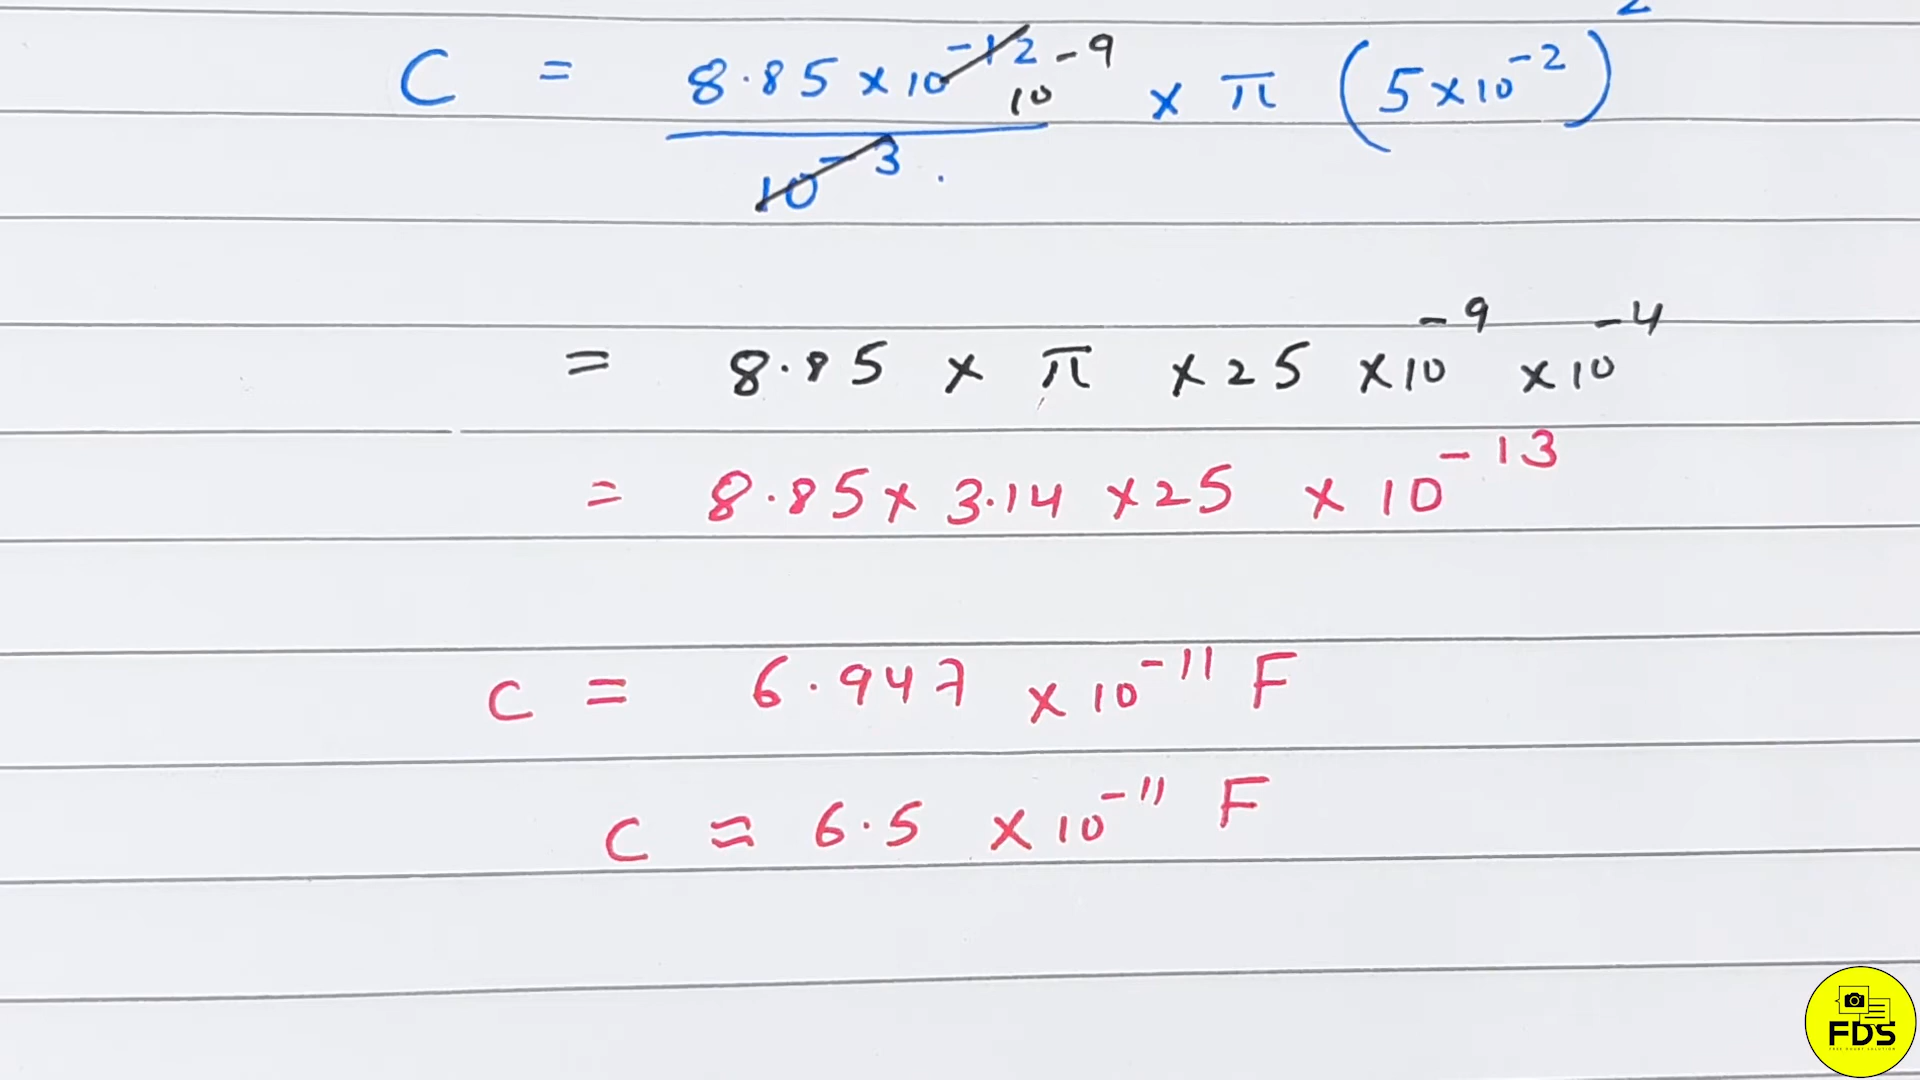 C = 8.85 × 10^-12 10^-9 / 10^-3 . × π (5×10^-2)^2
= 8.85 × π × 25 × 10^-9 × 10^-4
= 8.85 × 3.14 × 25 × 10^-13
C = 6.947 × 10^-11 F
C ≈ 6.5 × 10^-11 F
FDS